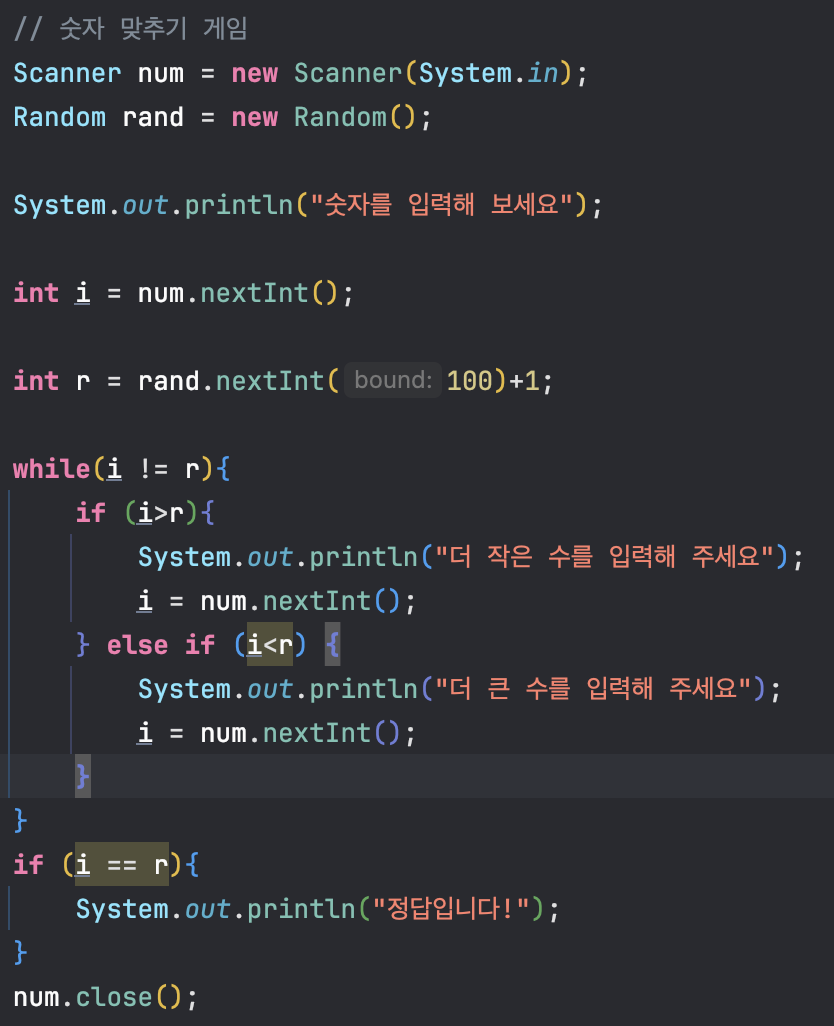 // 숫자 맞추기 게임
Scanner num = new Scanner(System.in);
Random rand = new Random();
System.out.println("숫자를 입력해 보세요");
int i = num.nextInt();
int r = rand.nextInt( bound: 100)+1;
while(i != r){
    if (i>r){
        System.out.println("더 작은 수를 입력해 주세요");
        i = num.nextInt();
    } else if (i<r) {
        System.out.println("더 큰 수를 입력해 주세요");
        i = num.nextInt();
    }
}
if (i == r){
    System.out.println("정답입니다!");
}
num.close();